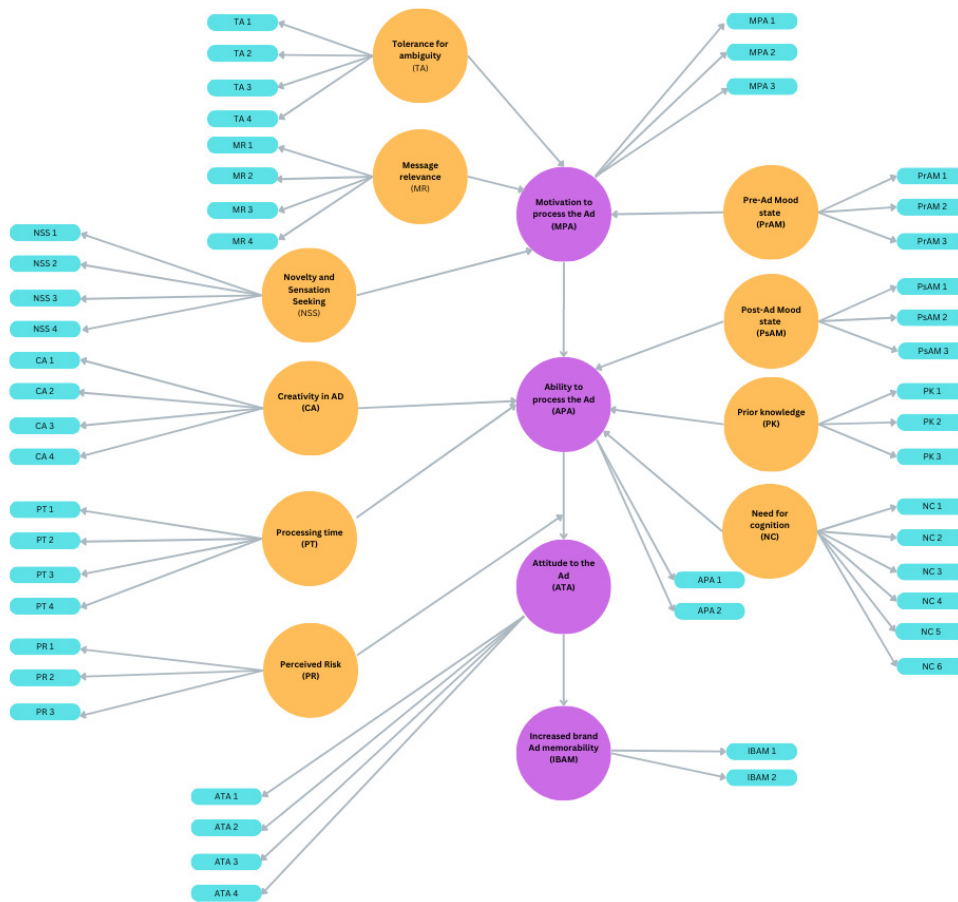 TA 1
TA 2
TA 3
TA 4
Tolerance for
ambiguity
(TA)
MPA 1
MPA 2
MPA 3
MR 1
MR 2
MR 3
MR 4
Message
relevance
(MR)
Motivation to
process the Ad
(MPA)
Pre-Ad Mood
state
(PrAM)
PrAM 1
PrAM 2
PrAM 3
NSS 1
NSS 2
NSS 3
NSS 4
Novelty and
Sensation
Seeking
(NSS)
Post-Ad Mood
state
(PsAM)
PsAM 1
PsAM 2
PsAM 3
CA 1
CA 2
CA 3
CA 4
Creativity in AD
(CA)
Ability to
process the Ad
(APA)
Prior knowledge
(PK)
PK 1
PK 2
PK 3
PT 1
PT 2
PT 3
PT 4
Processing time
(PT)
Need for
cognition
(NC)
NC 1
NC 2
NC 3
NC 4
NC 5
NC 6
Attitude to the
Ad
(ATA)
APA 1
APA 2
PR 1
PR 2
PR 3
Perceived Risk
(PR)
Increased brand
Ad memorability
(IBAM)
IBAM 1
IBAM 2
ATA 1
ATA 2
ATA 3
ATA 4